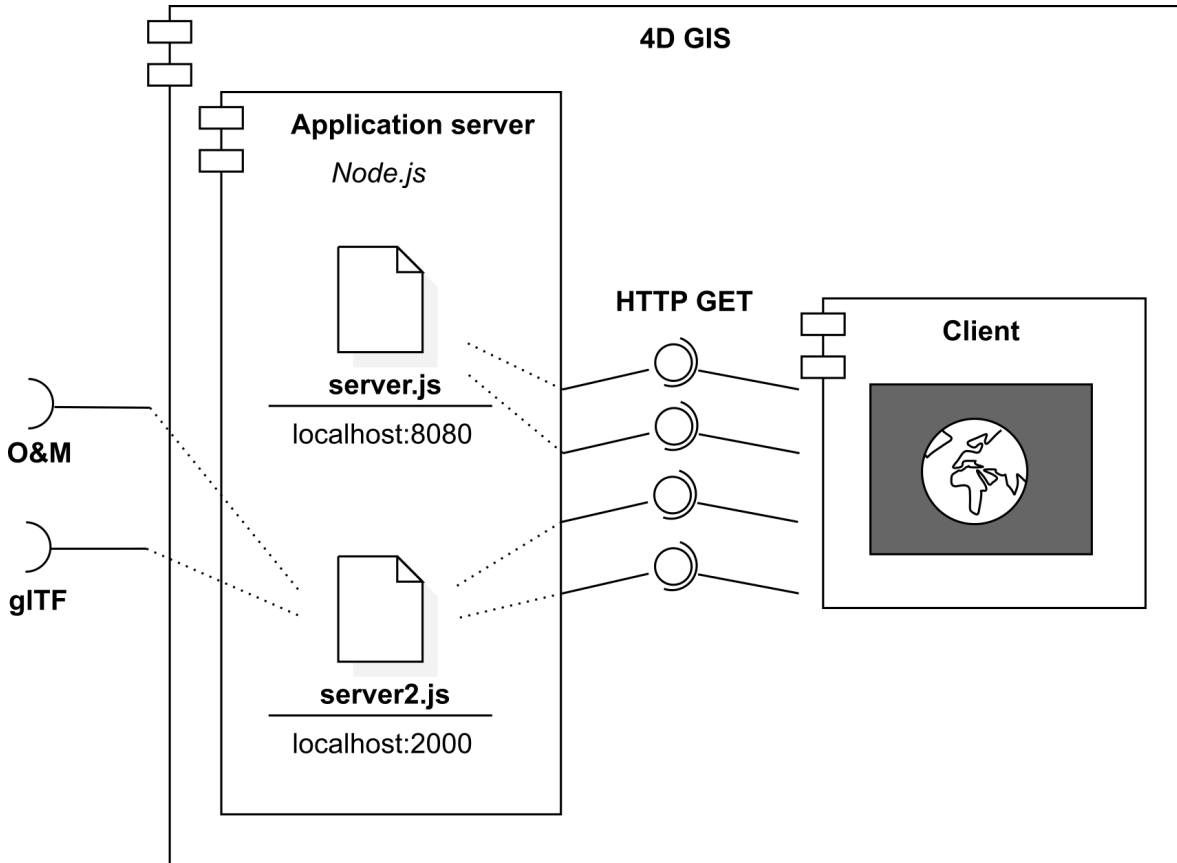 4D GIS
Application server
Node.js
HTTP GET
Client
server.js
localhost:8080
O&M
glTF
server2.js
localhost:2000